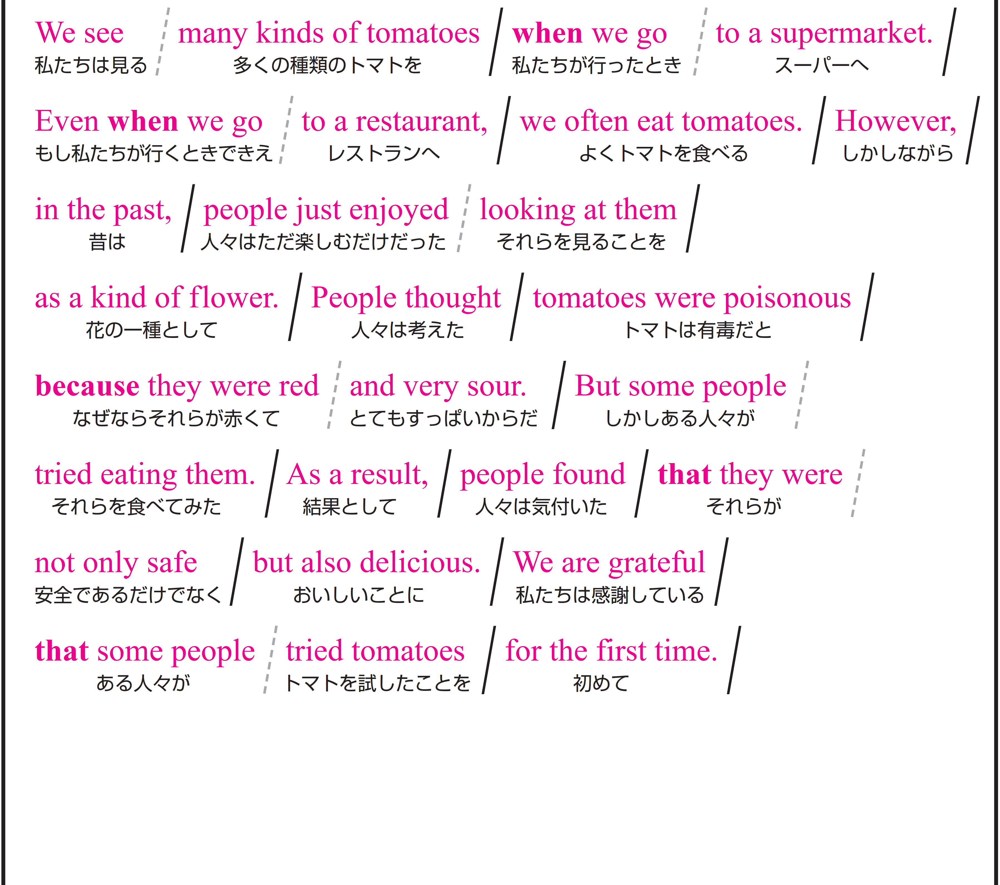 We see many kinds of tomatoes when we go to a supermarket.
私たちは見る 多くの種類のトマトを 私たちが行ったとき スーパーへ
Even when we go to a restaurant, we often eat tomatoes. However,
もし私たちが行くときできえ レストランへ よくトマトを食べる しかしながら
in the past, people just enjoyed looking at them
昔は 人々はただ楽しむだけだった それらを見ることを
as a kind of flower. People thought tomatoes were poisonous
花の一種として 人々は考えた トマトは有毒だと
because they were red and very sour. But some people
なぜならそれらが赤くて とてもすっぱいからだ しかしある人々が
tried eating them. As a result, people found that they were
それらを食べてみた 結果として 人々は気付いた それらが
not only safe but also delicious. We are grateful
安全であるだけでなく おいしいことに 私たちは感謝している
that some people tried tomatoes for the first time.
ある人々が トマトを試したことを 初めて